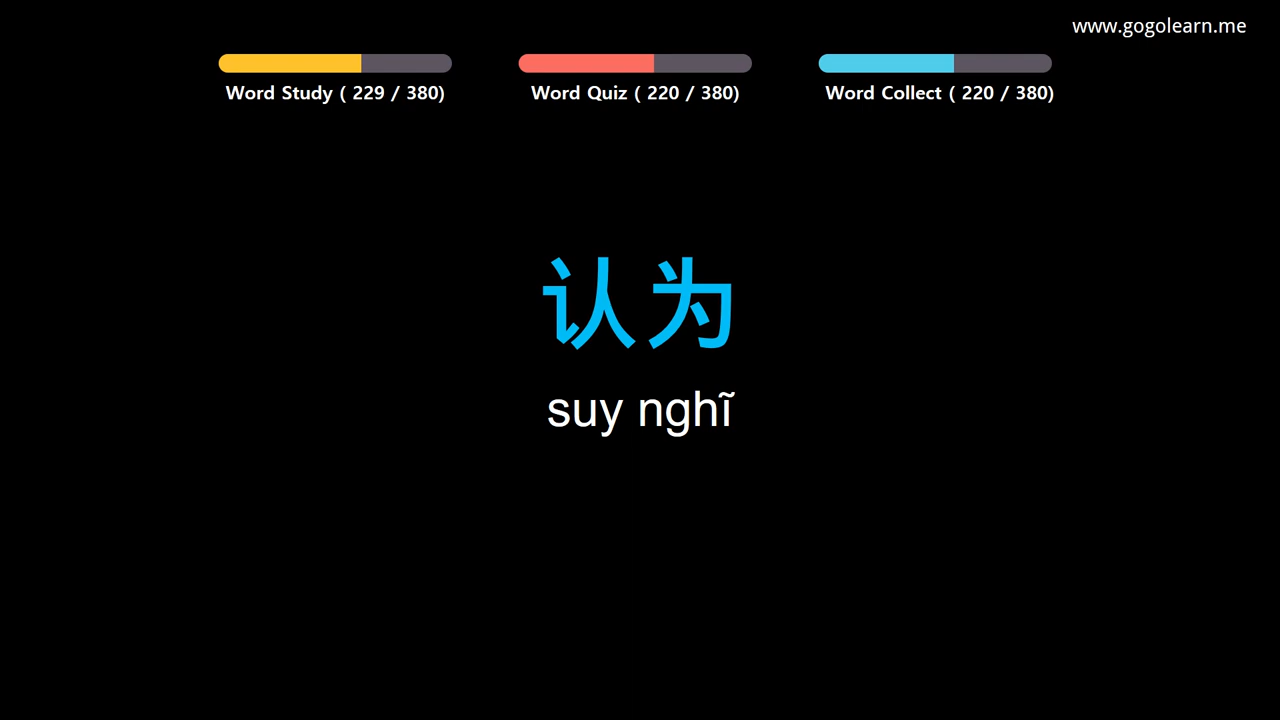 www.gogolearn.me
Word Study ( 229 / 380)
Word Quiz ( 220 / 380)
Word Collect ( 220 / 380)
认为
suy nghĩ